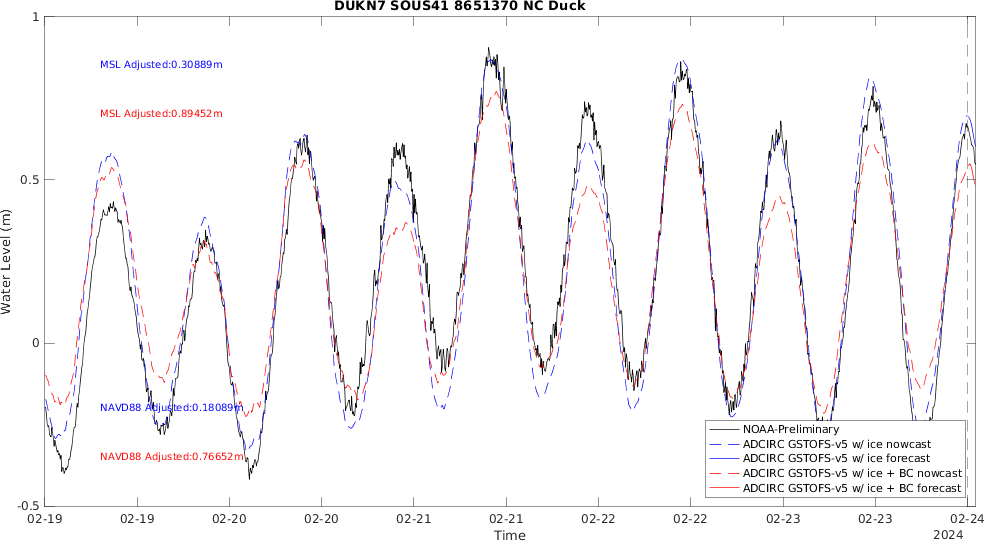 DUKN7 SOUS41 8651370 NC Duck
1
MSL Adjusted:0.30889m
MSL Adjusted:0.89452m
0.5
Water Level (m)
0
NAVD88 Adjusted:0.18089m
NAVD88 Adjusted:0.76652m
NOAA-Preliminary
ADCIRC GSTOFS-v5 w/ ice nowcast
ADCIRC GSTOFS-v5 w/ ice forecast
ADCIRC GSTOFS-v5 w/ ice + BC nowcast
ADCIRC GSTOFS-v5 w/ ice + BC forecast
-0.5
02-19 02-19 02-20 02-20 02-21 02-21 02-22 02-22 02-23 02-23 02-24
Time 2024